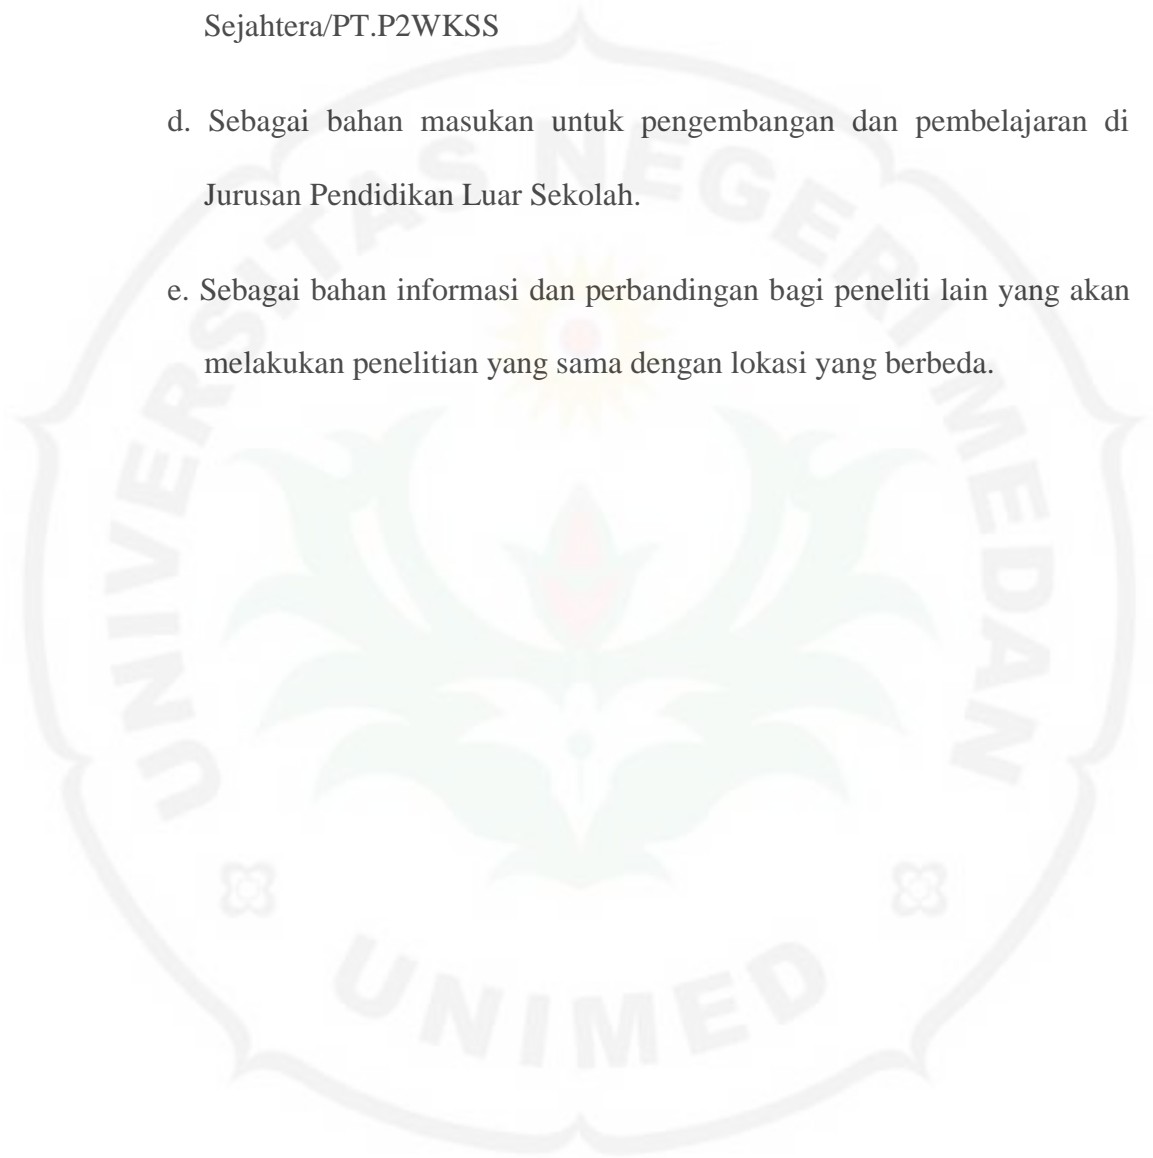 Sejahtera/PT.P2WKSS
d. Sebagai bahan masukan untuk pengembangan dan pembelajaran di
Jurusan Pendidikan Luar Sekolah.
e. Sebagai bahan informasi dan perbandingan bagi peneliti lain yang akan
melakukan penelitian yang sama dengan lokasi yang berbeda.
UNIVERSITAS NEGERI MEDAN
UNIMED